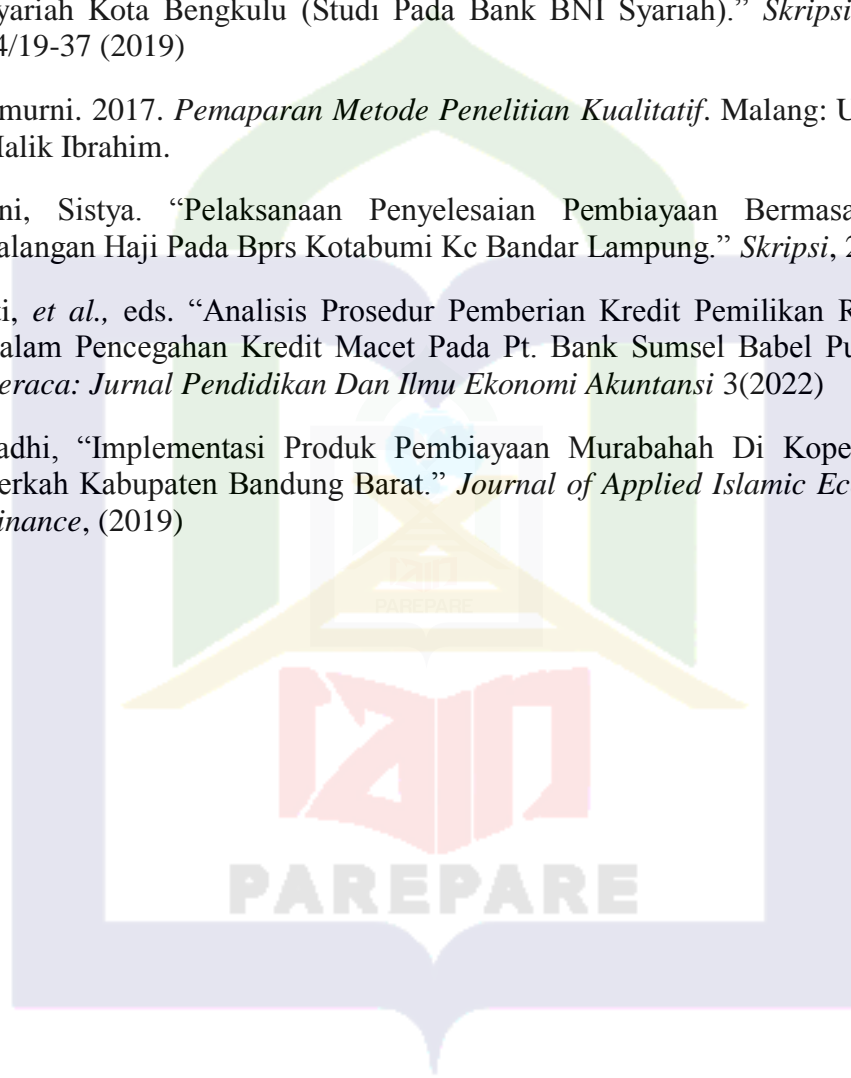 yariah Kota Bengkulu (Studi Pada Bank BNI Syariah).” Skripsi
4/19-37 (2019)
murni. 2017. Pemaparan Metode Penelitian Kualitatif. Malang: U
Malik Ibrahim.
ni, Sistya. “Pelaksanaan Penyelesaian Pembiayaan Bermasa
alangan Haji Pada Bprs Kotabumi Kc Bandar Lampung.” Skripsi, 2
ti, et al., eds. “Analisis Prosedur Pemberian Kredit Pemilikan R
alam Pencegahan Kredit Macet Pada Pt. Bank Sumsel Babel Pu
eraca: Jurnal Pendidikan Dan Ilmu Ekonomi Akuntansi 3(2022)
adhi, “Implementasi Produk Pembiayaan Murabahah Di Kope
erkah Kabupaten Bandung Barat.” Journal of Applied Islamic Ec
inance, (2019)
PAREPARE
PAREPARE